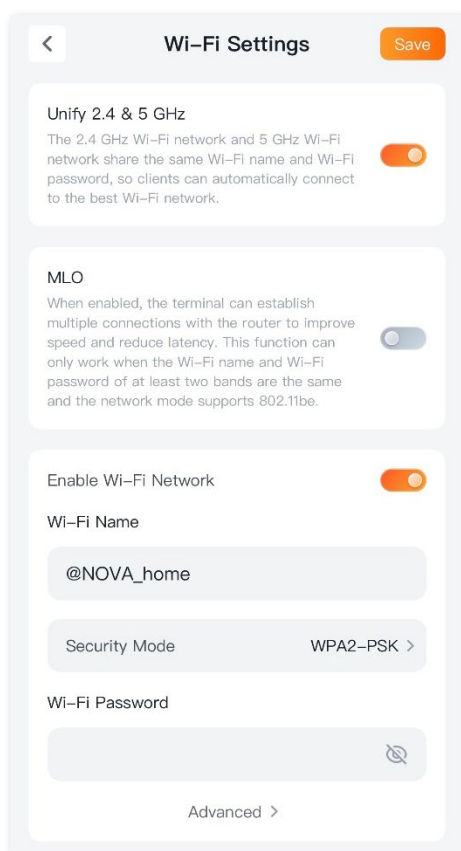 Wi-Fi Settings
Save
Unify 2.4 & 5 GHz
The 2.4 GHz Wi-Fi network and 5 GHz Wi-Fi
network share the same Wi-Fi name and Wi-Fi
password, so clients can automatically connect
to the best Wi-Fi network.
MLO
When enabled, the terminal can establish
multiple connections with the router to improve
speed and reduce latency. This function can
only work when the Wi-Fi name and Wi-Fi
password of at least two bands are the same
and the network mode supports 802.11be.
Enable Wi-Fi Network
Wi-Fi Name
@NOVA_home
Security Mode WPA2-PSK >
Wi-Fi Password
Advanced >